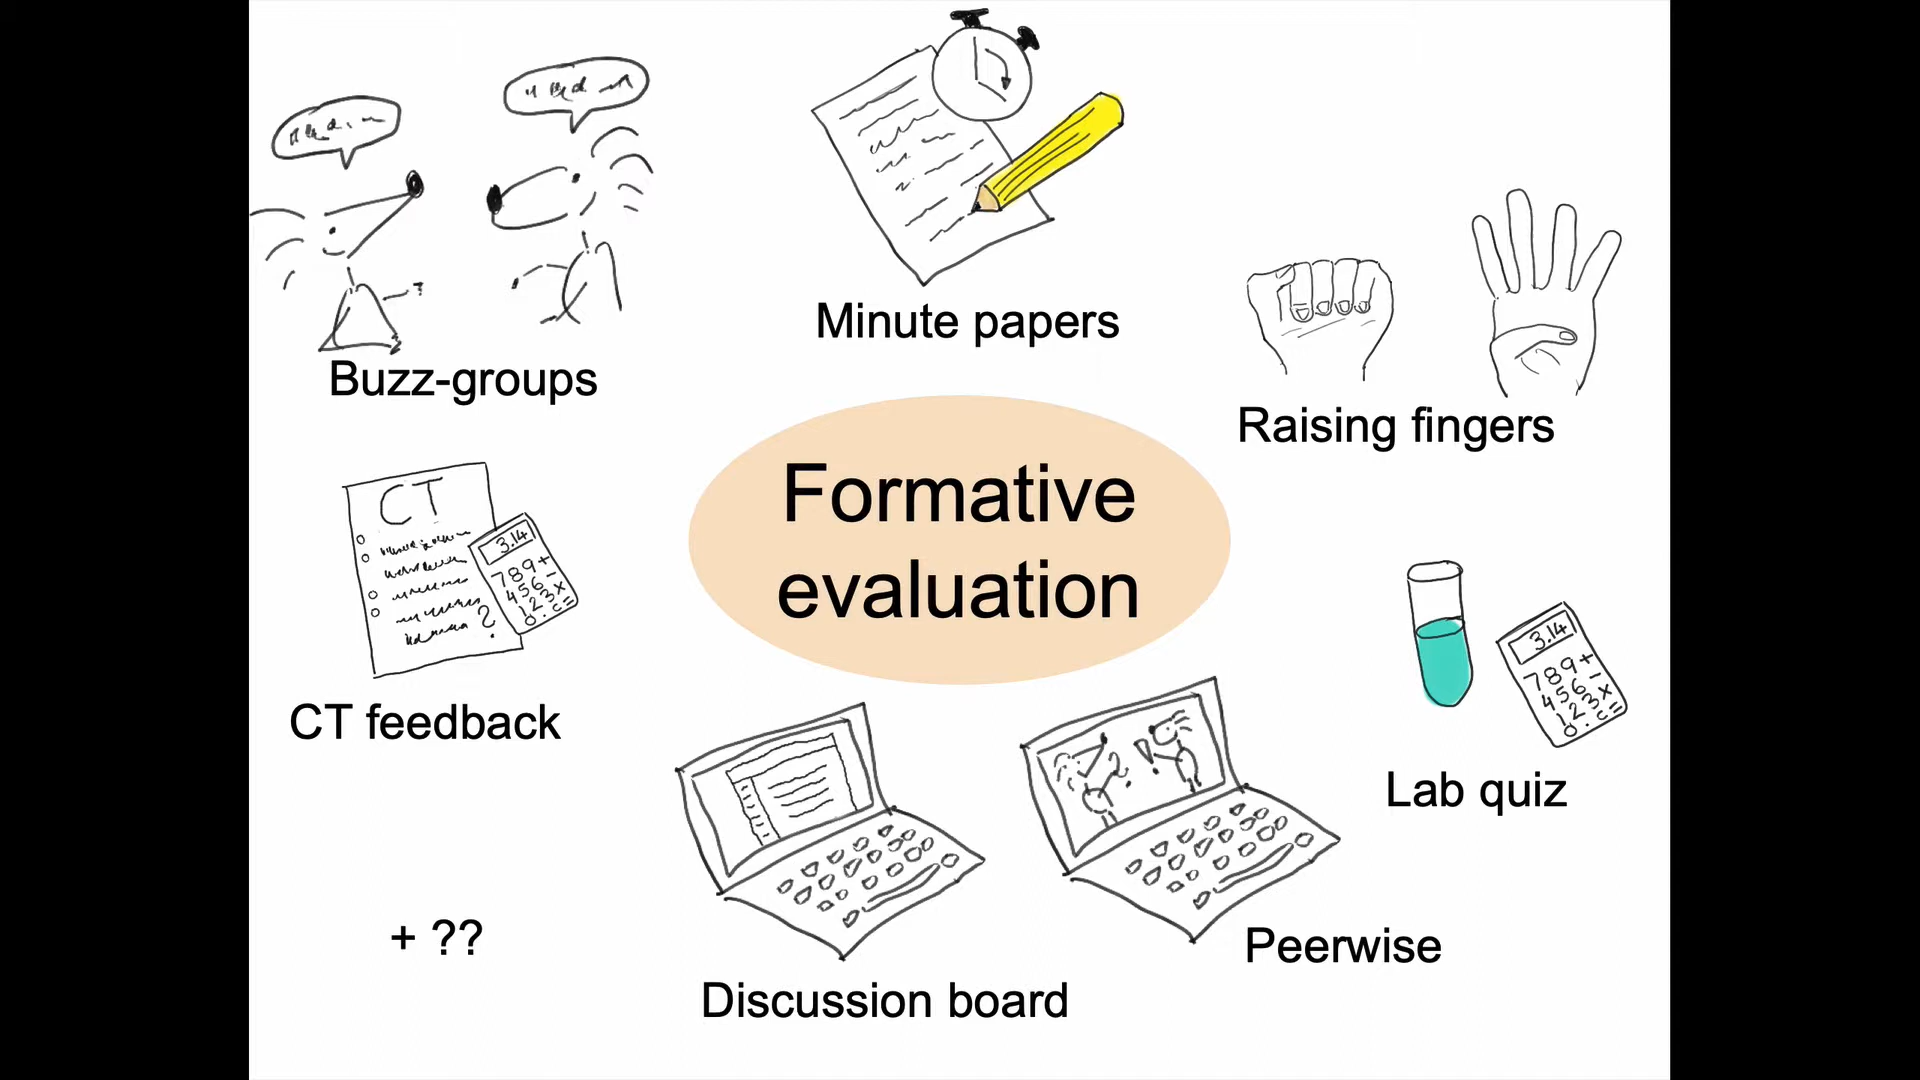 Minute papers
Buzz-groups
Raising fingers
Formative
evaluation
CT
?
3.14
789+
456-
123x
0.c=
CT feedback
3.14
789+
456-
123x
0.c=
Lab quiz
? !
+ ??
Peerwise
Discussion board